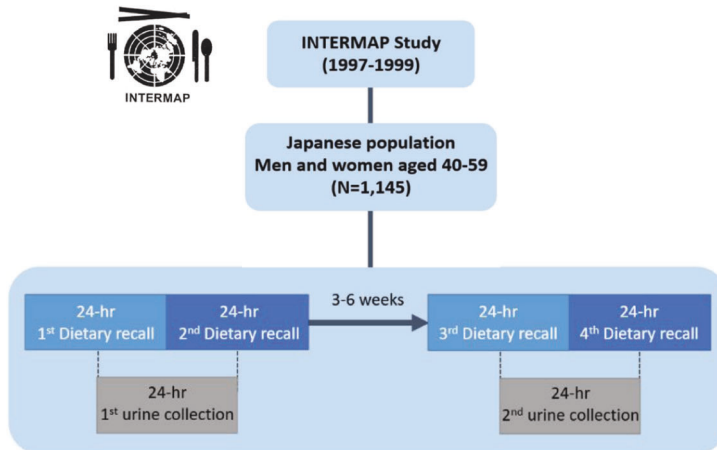 INTERMAP
INTERMAP Study
(1997-1999)
Japanese population
Men and women aged 40-59
(N=1,145)
24-hr
1st Dietary recall
24-hr
2nd Dietary recall
3-6 weeks
24-hr
3rd Dietary recall
24-hr
4th Dietary recall
24-hr
1st urine collection
24-hr
2nd urine collection